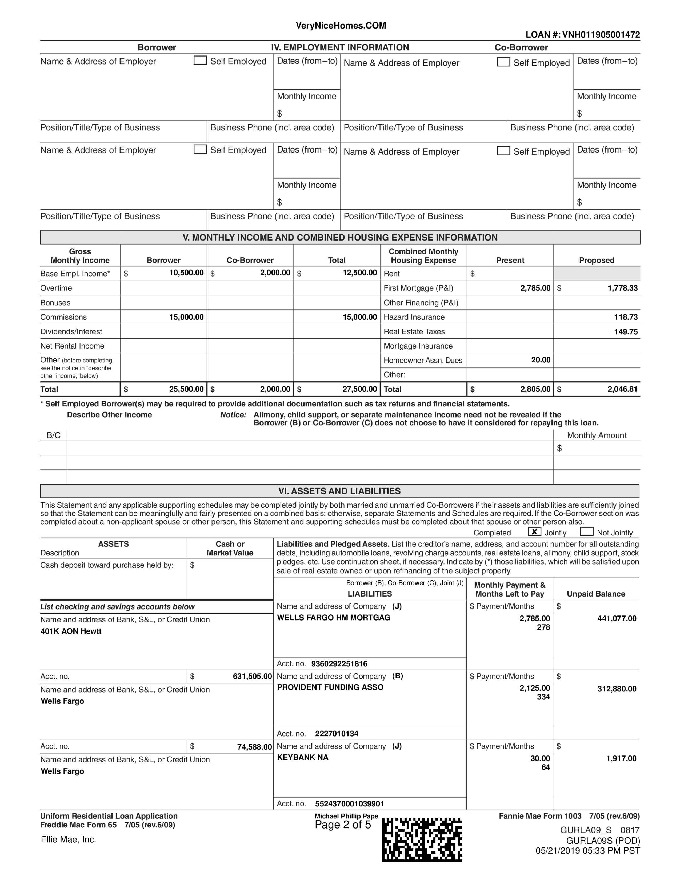 VeryNiceHomes.COM
LOAN #: VNH011905001472
Borrower IV. EMPLOYMENT INFORMATION Co-Borrower
Name & Address of Employer Self Employed Dates (from–to) Name & Address of Employer Self Employed Dates (from–to)
Monthly Income Monthly Income
$ $
Position/Title/Type of Business Business Phone (incl. area code) Position/Title/Type of Business Business Phone (incl. area code)
Name & Address of Employer Self Employed Dates (from–to) Name & Address of Employer Self Employed Dates (from–to)
Monthly Income Monthly Income
$ $
Position/Title/Type of Business Business Phone (incl. area code) Position/Title/Type of Business Business Phone (incl. area code)
V. MONTHLY INCOME AND COMBINED HOUSING EXPENSE INFORMATION
Gross Monthly Income Borrower Co-Borrower Total Combined Monthly Housing Expense Present Proposed
Base Empl. Income* $ 10,500.00 $ 2,000.00 $ 12,500.00 Rent $
Overtime First Mortgage (P&I) 2,785.00 $ 1,778.33
Bonuses Other Financing (P&I)
Commissions 15,000.00 15,000.00 Hazard Insurance 118.73
Dividends/Interest Real Estate Taxes 149.75
Net Rental Income Mortgage Insurance
Other (before completing, see the notice in "describe other income," below) Homeowner Assn. Dues 20.00
Other:
Total $ 25,500.00 $ 2,000.00 $ 27,500.00 Total $ 2,805.00 $ 2,046.81
* Self Employed Borrower(s) may be required to provide additional documentation such as tax returns and financial statements.
Describe Other Income Notice: Alimony, child support, or separate maintenance income need not be revealed if the
Borrower (B) or Co-Borrower (C) does not choose to have it considered for repaying this loan.
B/C Monthly Amount
$
VI. ASSETS AND LIABILITIES
This Statement and any applicable supporting schedules may be completed jointly by both married and unmarried Co-Borrowers if their assets and liabilities are sufficiently joined
so that the Statement can be meaningfully and fairly presented on a combined basis; otherwise, separate Statements and Schedules are required. If the Co-Borrower section was
completed about a non-applicant spouse or other person, this Statement and supporting schedules must be completed about that spouse or other person also.
Completed X Jointly Not Jointly
ASSETS Cash or Market Value
Description
Liabilities and Pledged Assets. List the creditor's name, address, and account number for all outstanding
debts, including automobile loans, revolving charge accounts, real estate loans, alimony, child support, stock
pledges, etc. Use continuation sheet, if necessary. Indicate by (*) those liabilities, which will be satisfied upon
sale of real estate owned or upon refinancing of the subject property.
Cash deposit toward purchase held by: $
Borrower (B), Co-Borrower (C), Joint (J)
LIABILITIES Monthly Payment & Months Left to Pay Unpaid Balance
List checking and savings accounts below
Name and address of Company (J) $ Payment/Months $
Name and address of Bank, S&L, or Credit Union WELLS FARGO HM MORTGAG 2,785.00 441,077.00
401K AON Hewtt 278
Acct. no. 9360292251816
Acct. no. $ 631,505.00 Name and address of Company (B) $ Payment/Months $
Name and address of Bank, S&L, or Credit Union PROVIDENT FUNDING ASSO 2,125.00 312,880.00
Wells Fargo 334
Acct. no. 2227010134
Acct. no. $ 74,588.00 Name and address of Company (J) $ Payment/Months $
Name and address of Bank, S&L, or Credit Union KEYBANK NA 30.00 1,917.00
Wells Fargo 64
Acct. no. 5524370001039901
Uniform Residential Loan Application Michael Phillip Pape Fannie Mae Form 1003 7/05 (rev.6/09)
Freddie Mac Form 65 7/05 (rev.6/09) Page 2 of 5
GURLA09_S 0817
Ellie Mae, Inc. GURLA09S (POD)
05/21/2019 05:33 PM PST